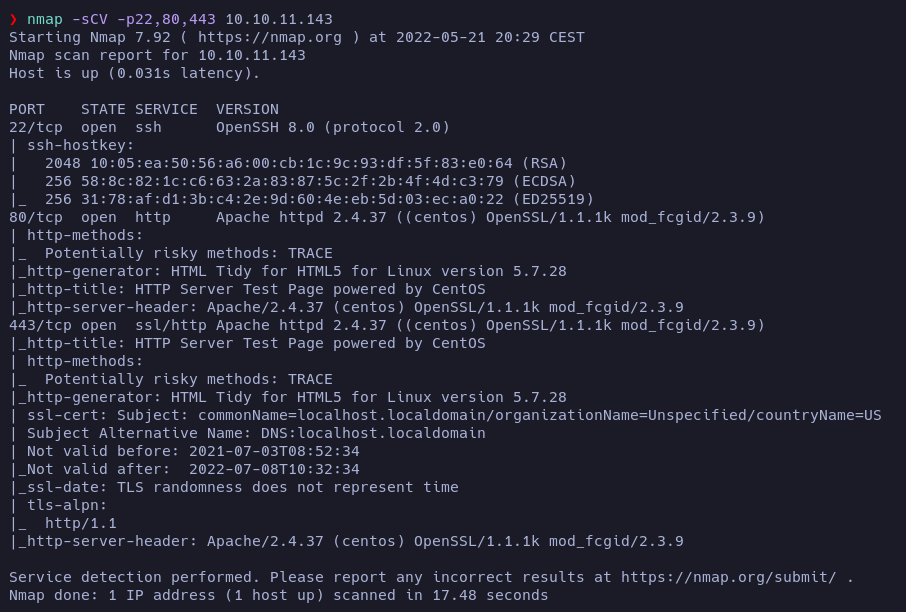 ❯ nmap -sCV -p22,80,443 10.10.11.143
Starting Nmap 7.92 ( https://nmap.org ) at 2022-05-21 20:29 CEST
Nmap scan report for 10.10.11.143
Host is up (0.031s latency).

PORT    STATE SERVICE  VERSION
22/tcp  open  ssh      OpenSSH 8.0 (protocol 2.0)
| ssh-hostkey:
|   2048 10:05:ea:50:56:a6:00:cb:1c:9c:93:df:5f:83:e0:64 (RSA)
|   256 58:8c:82:1c:c6:63:2a:83:87:5c:2f:2b:4f:4d:c3:79 (ECDSA)
|_  256 31:78:af:d1:3b:c4:2e:9d:60:4e:eb:5d:03:ec:a0:22 (ED25519)
80/tcp  open  http     Apache httpd 2.4.37 ((centos) OpenSSL/1.1.1k mod_fcgid/2.3.9)
| http-methods:
|_  Potentially risky methods: TRACE
|_http-generator: HTML Tidy for HTML5 for Linux version 5.7.28
|_http-title: HTTP Server Test Page powered by CentOS
|_http-server-header: Apache/2.4.37 (centos) OpenSSL/1.1.1k mod_fcgid/2.3.9
443/tcp open  ssl/http Apache httpd 2.4.37 ((centos) OpenSSL/1.1.1k mod_fcgid/2.3.9)
|_http-title: HTTP Server Test Page powered by CentOS
| http-methods:
|_  Potentially risky methods: TRACE
|_http-generator: HTML Tidy for HTML5 for Linux version 5.7.28
| ssl-cert: Subject: commonName=localhost.localdomain/organizationName=Unspecified/countryName=US
| Subject Alternative Name: DNS:localhost.localdomain
| Not valid before: 2021-07-03T08:52:34
|_Not valid after:  2022-07-08T10:32:34
|_ssl-date: TLS randomness does not represent time
| tls-alpn:
|_  http/1.1
|_http-server-header: Apache/2.4.37 (centos) OpenSSL/1.1.1k mod_fcgid/2.3.9

Service detection performed. Please report any incorrect results at https://nmap.org/submit/ .
Nmap done: 1 IP address (1 host up) scanned in 17.48 seconds